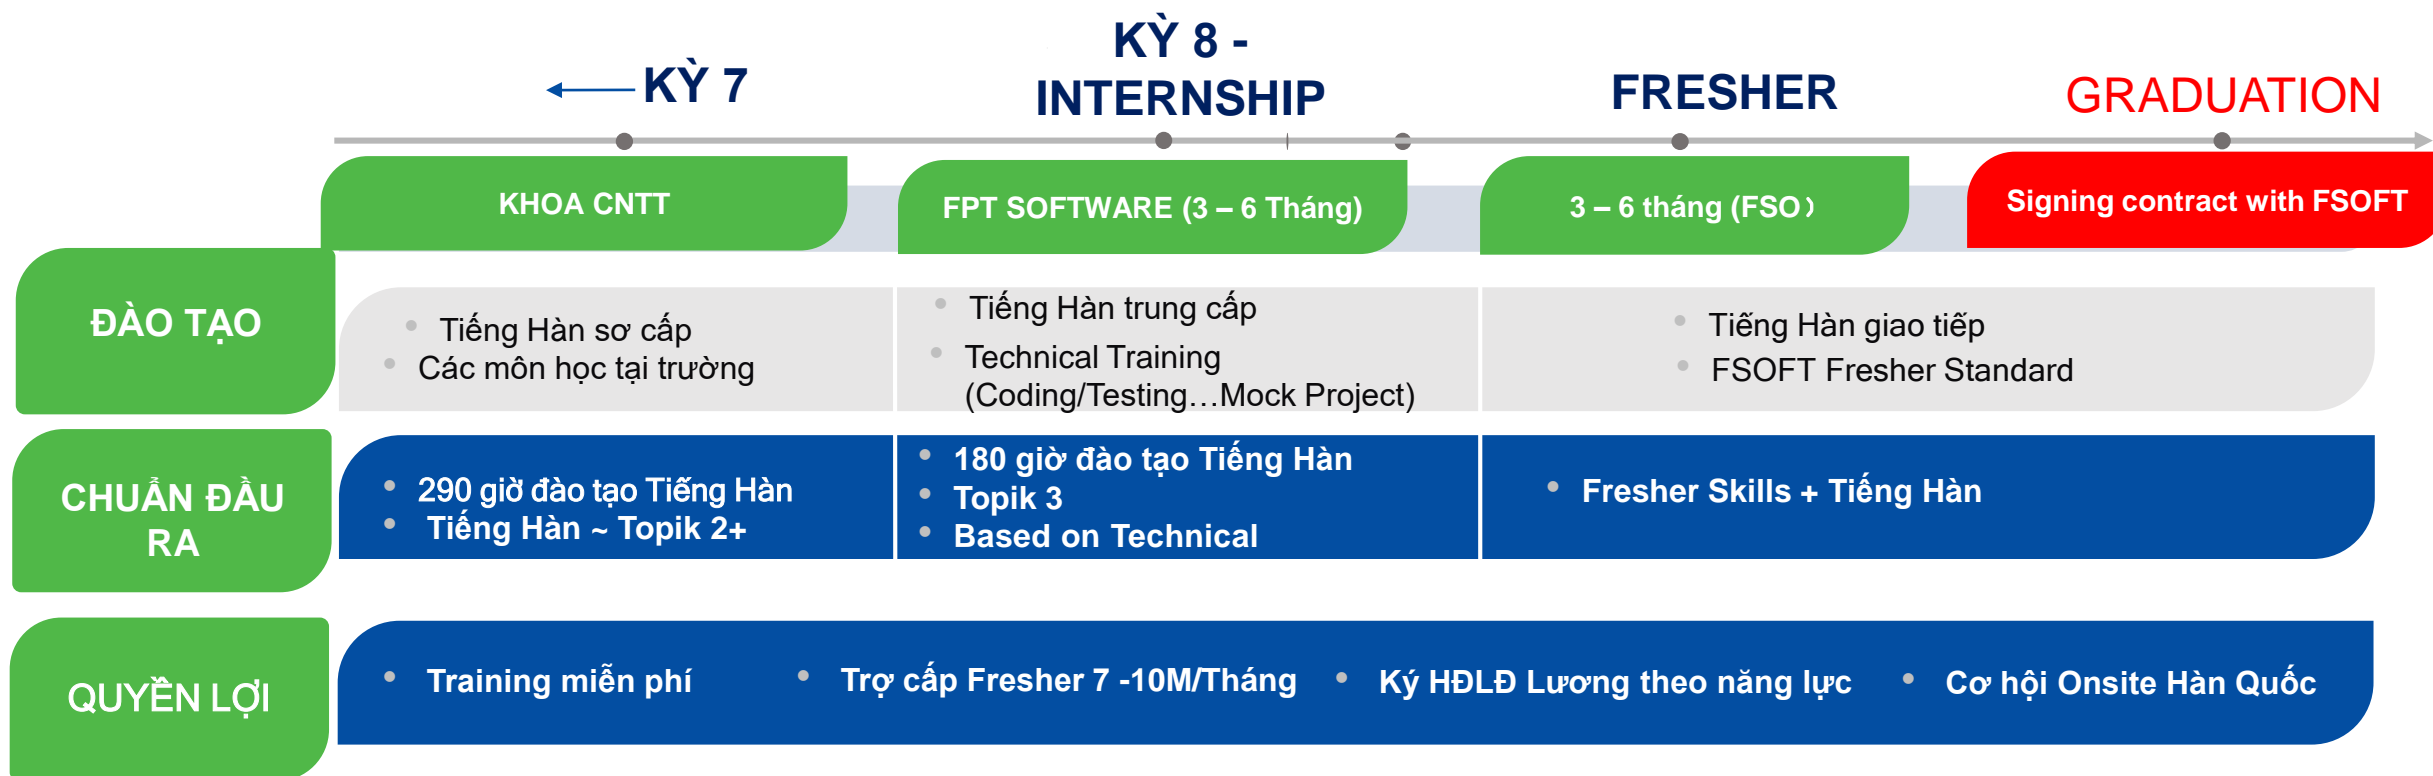 KỲ 7
KỲ 8 -
INTERNSHIP
FRESHER
GRADUATION
KHOA CNTT
FPT SOFTWARE (3 – 6 Tháng)
3 – 6 tháng (FSO）
Signing contract with FSOFT
ĐÀO TẠO
Tiếng Hàn sơ cấp
Các môn học tại trường
Tiếng Hàn trung cấp
Technical Training
(Coding/Testing…Mock Project)
Tiếng Hàn giao tiếp
FSOFT Fresher Standard
CHUẨN ĐẦU
RA
290 giờ đào tạo Tiếng Hàn
Tiếng Hàn ~ Topik 2+
180 giờ đào tạo Tiếng Hàn
Topik 3
Based on Technical
Fresher Skills + Tiếng Hàn
QUYỀN LỢI
Training miễn phí
Trợ cấp Fresher 7 -10M/Tháng
Ký HĐLĐ Lương theo năng lực
Cơ hội Onsite Hàn Quốc